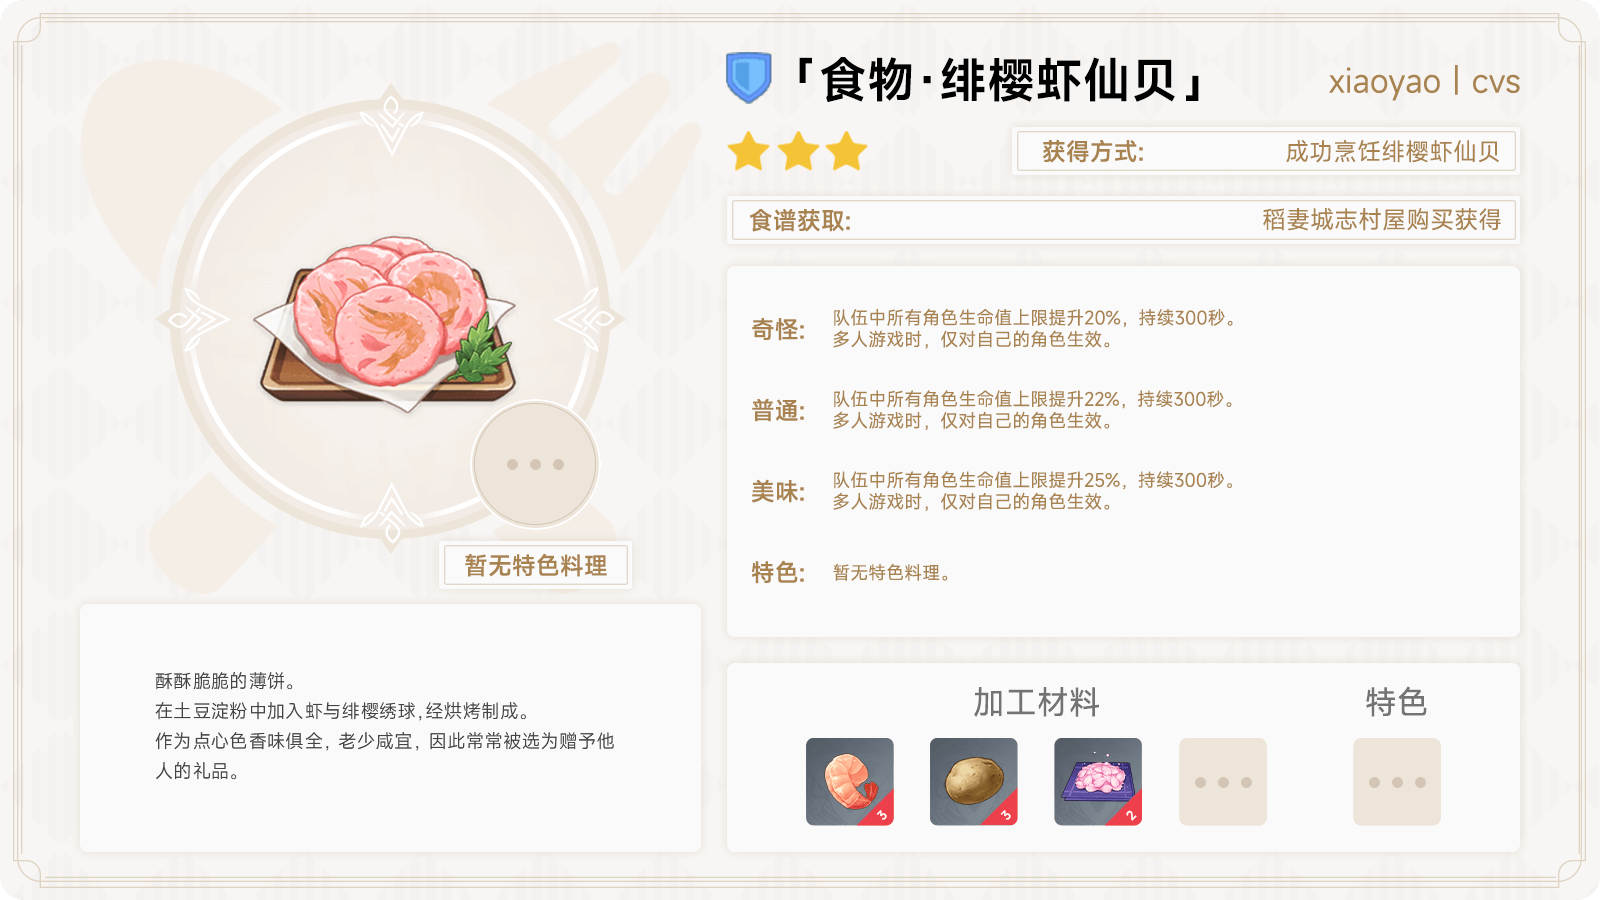 「食物·绯樱虾仙贝」
xiaoyao | cvs
获得方式: 成功烹饪绯樱虾仙贝
食谱获取: 稻妻城志村屋购买获得
奇怪: 队伍中所有角色生命值上限提升20%，持续300秒。
多人游戏时，仅对自己的角色生效。
普通: 队伍中所有角色生命值上限提升22%，持续300秒。
多人游戏时，仅对自己的角色生效。
美味: 队伍中所有角色生命值上限提升25%，持续300秒。
多人游戏时，仅对自己的角色生效。
特色: 暂无特色料理。
暂无特色料理
酥酥脆脆的薄饼。
在土豆淀粉中加入虾与绯樱绣球,经烘烤制成。
作为点心色香味俱全，老少咸宜，因此常常被选为赠予他
人的礼品。
加工材料
特色
3
3
2